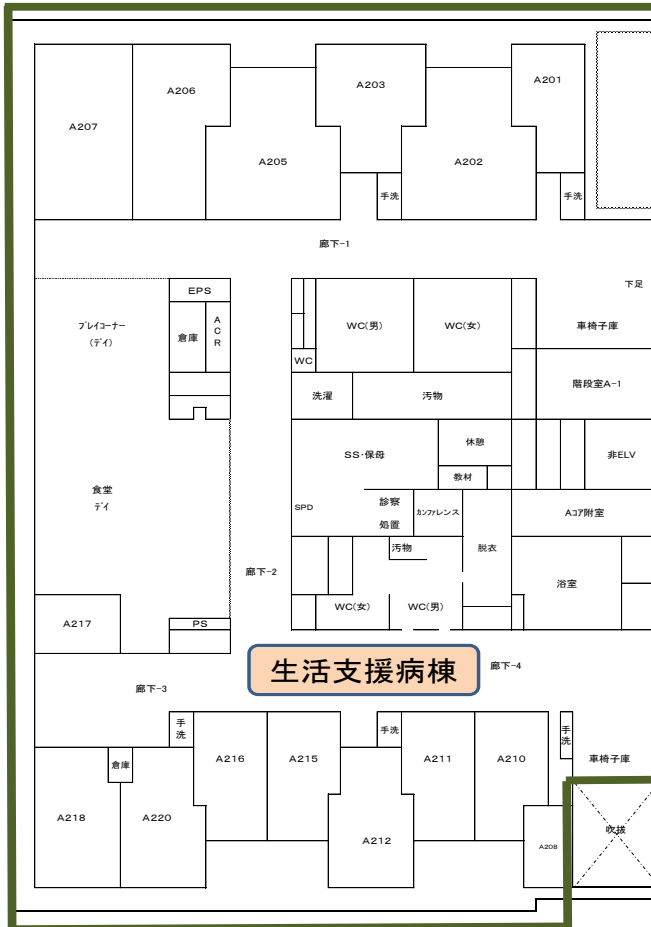 A201
A203
A206
A207
A205
A202
手洗
手洗
廊下-1
下足
EPS
プレイコーナー
(デイ)
倉庫
ACR
WC(男)
WC(女)
車椅子庫
WC
洗濯
汚物
階段室A-1
SS・保母
休憩
非ELV
教材
食堂
デイ
SPD
診察
処置
カンファレンス
Aコア附室
汚物
脱衣
廊下-2
浴室
A217
WC(女)
WC(男)
PS
生活支援病棟
廊下-4
廊下-3
手洗
手洗
手洗
倉庫
A216
A215
A211
A210
車椅子庫
A218
A220
A212
A208
吹抜